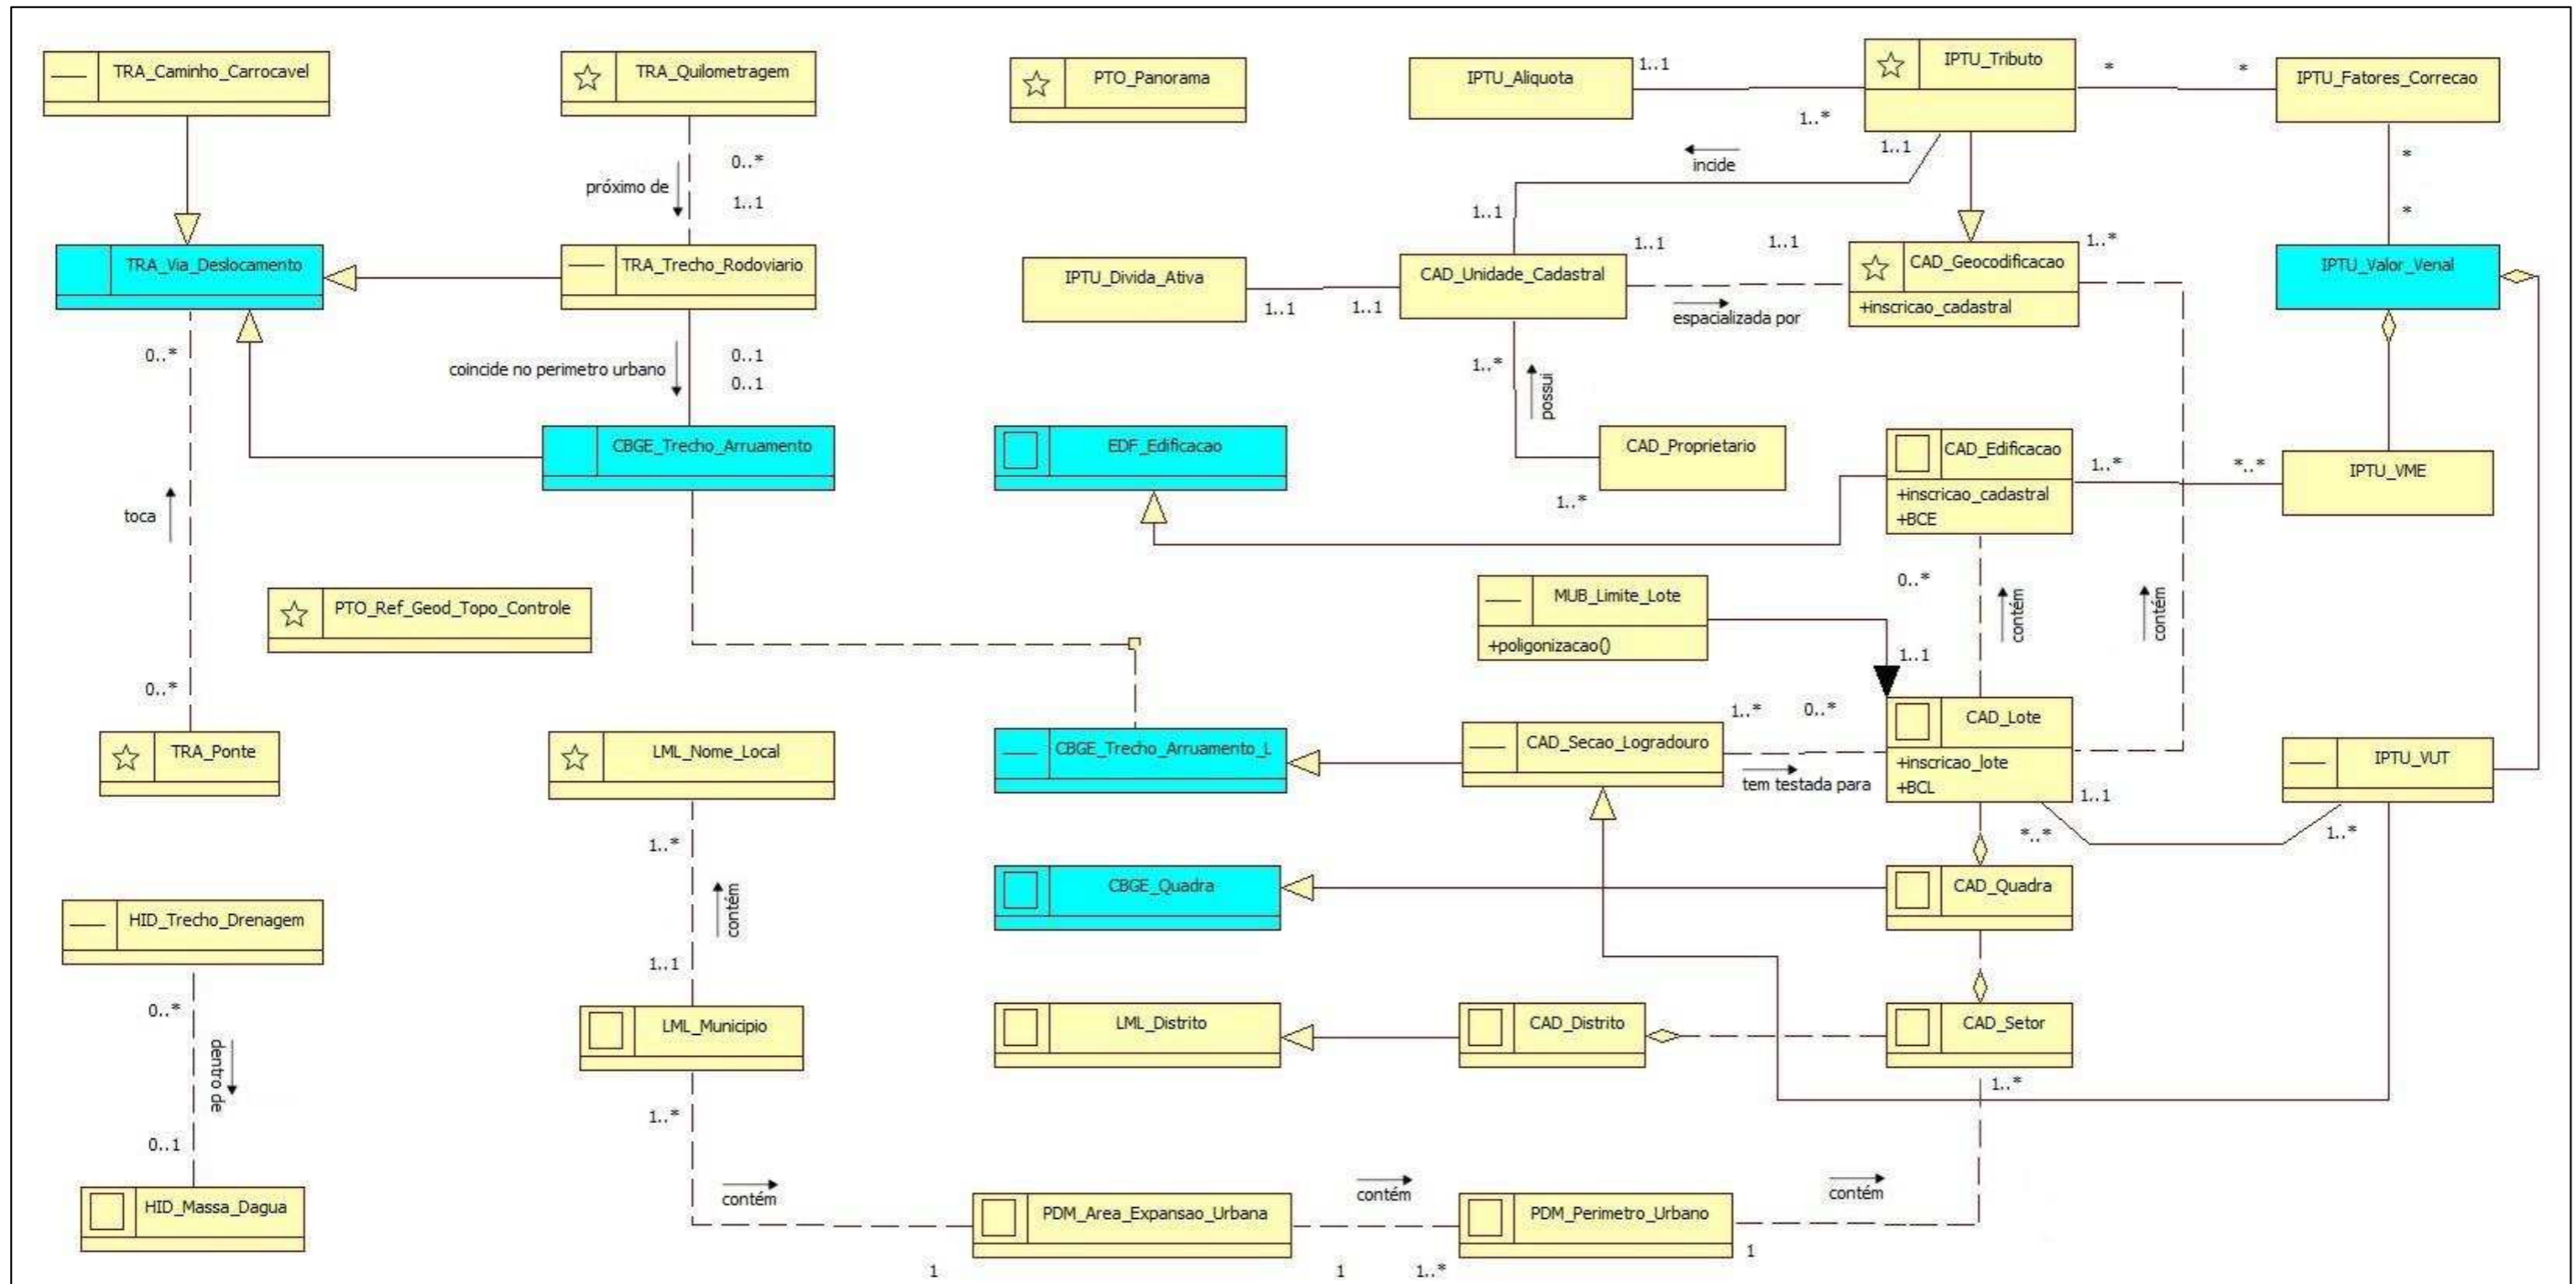 TRA_Caminho_Carrocavel
TRA_Quilometragem
PTO_Panorama
IPTU_Aliquota
1..1
IPTU_Tributo
*
*
IPTU_Fatores_Correcao
0..*
próximo de
1..1
1..*
1..1
incide
*
*
1..1
TRA_Via_Deslocamento
TRA_Trecho_Rodoviario
IPTU_Divida_Ativa
1..1
1..1
CAD_Unidade_Cadastral
1..1
1..1
espacializada por
CAD_Geocodificacao
+inscricao_cadastral
1..*
IPTU_Valor_Venal
0..*
coincide no perimetro urbano
0..1
0..1
1..*
possui
CBGE_Trecho_Arruamento
EDF_Edificacao
CAD_Proprietario
1..*
CAD_Edificacao
+inscricao_cadastral
+BCE
1..*
*..*
IPTU_VME
toca
PTO_Ref_Geod_Topo_Controle
MUB_Limite_Lote
+poligonizacao()
0..*
contém
contém
1..1
0..*
TRA_Ponte
LML_Nome_Local
CBGE_Trecho_Arruamento_L
CAD_Secao_Logradouro
1..*
0..*
tem testada para
CAD_Lote
+inscricao_lote
+BCL
1..1
IPTU_VUT
*..*
1..*
1..*
contém
1..1
CBGE_Quadra
CAD_Quadra
HID_Trecho_Drenagem
0..*
dentro de
0..1
HID_Massa_Dagua
LML_Municipio
LML_Distrito
CAD_Distrito
CAD_Setor
1..*
1..*
contém
contém
contém
PDM_Area_Expansao_Urbana
PDM_Perimetro_Urbano
1
1
1..*
1